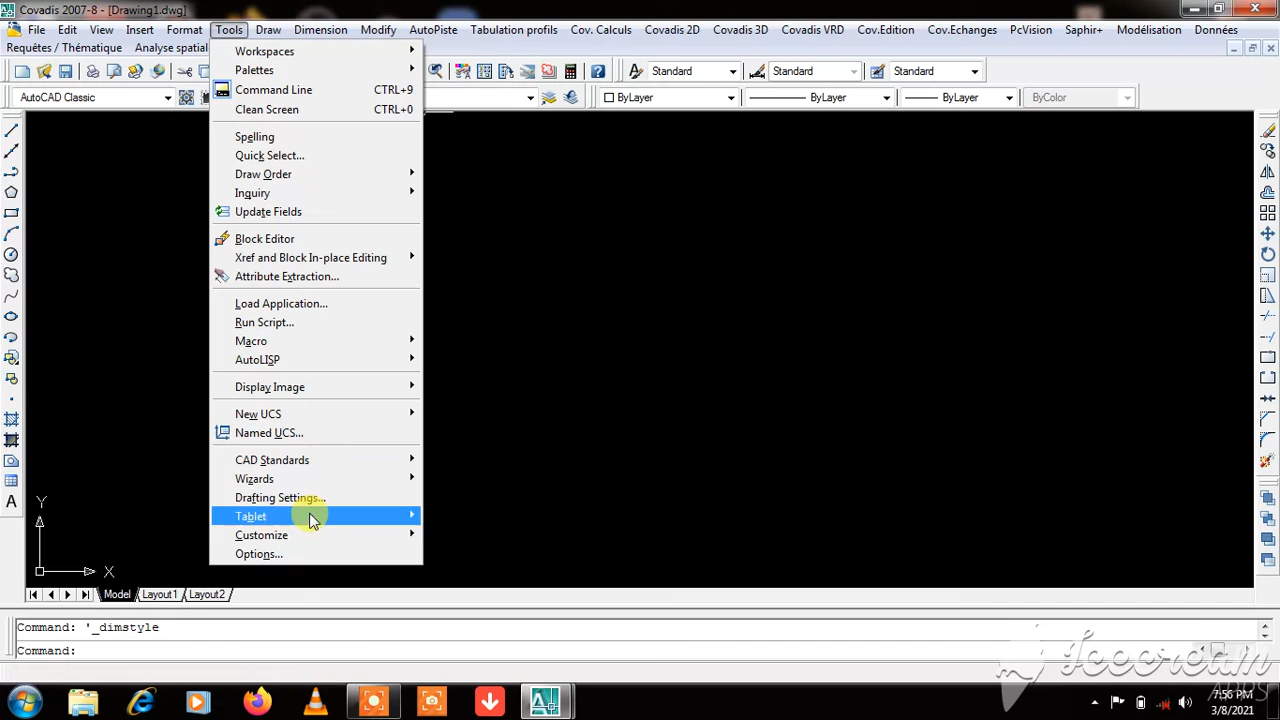 Covadis 2007-8 - [Drawing1.dwg]
File Edit View Insert Format Tools Draw Dimension Modify AutoPiste Tabulation profils Cov. Calculs Covadis 2D Covadis 3D Covadis VRD Cov.Edition Cov.Echanges PcVision Saphir+ Modélisation Données
Requêtes / Thématique Analyse spatial
Standard Standard Standard
AutoCAD Classic ByLayer ByLayer ByLayer ByColor
Workspaces
Palettes
Command Line CTRL+9
Clean Screen CTRL+0
Spelling
Quick Select...
Draw Order
Inquiry
Update Fields
Block Editor
Xref and Block In-place Editing
Attribute Extraction...
Load Application...
Run Script...
Macro
AutoLISP
Display Image
New UCS
Named UCS...
CAD Standards
Wizards
Drafting Settings...
Tablet
Customize
Options...
Y
X
A
Model Layout1 Layout2
Command: '_dimstyle
Command:
7:56 PM
3/8/2021